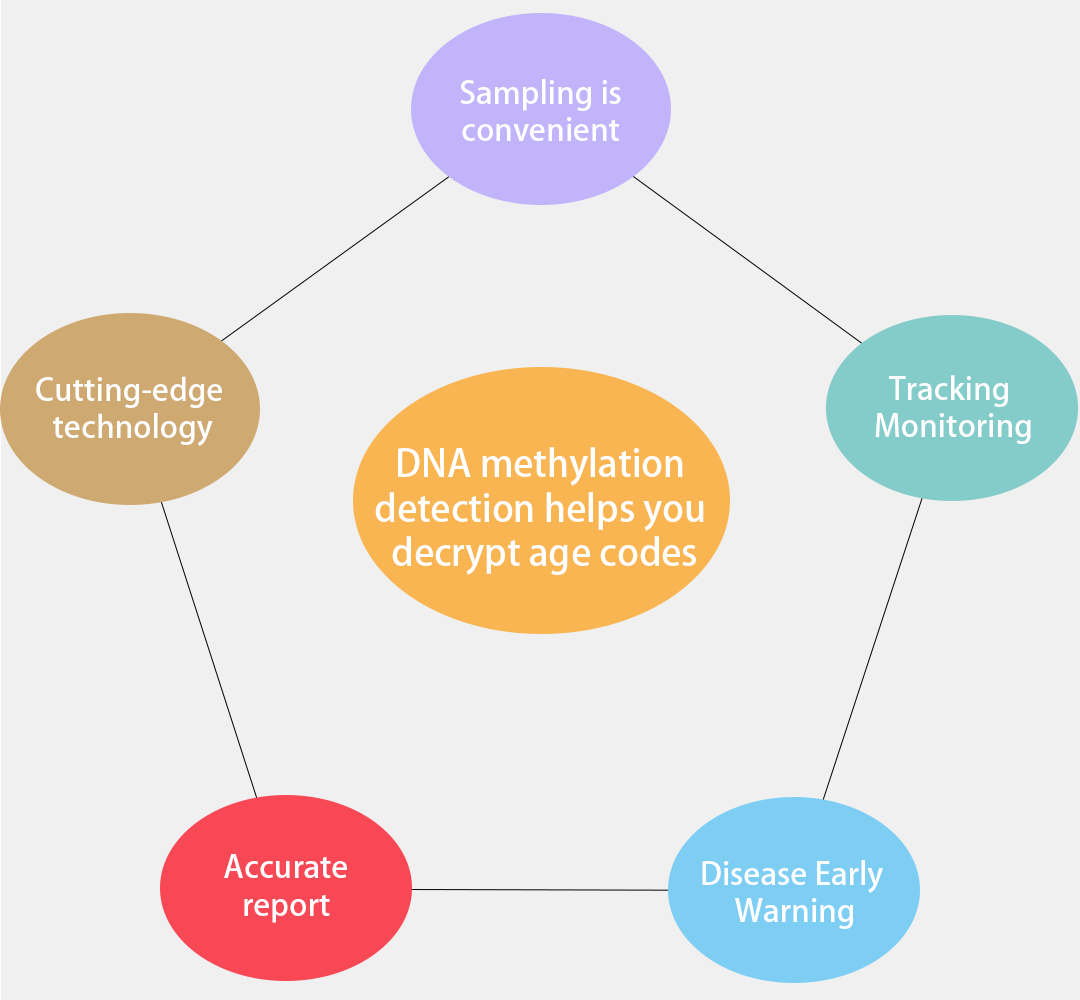 Sampling is
convenient
Cutting-edge
technology
Tracking
Monitoring
DNA methylation
detection helps you
decrypt age codes
Accurate
report
Disease Early
Warning